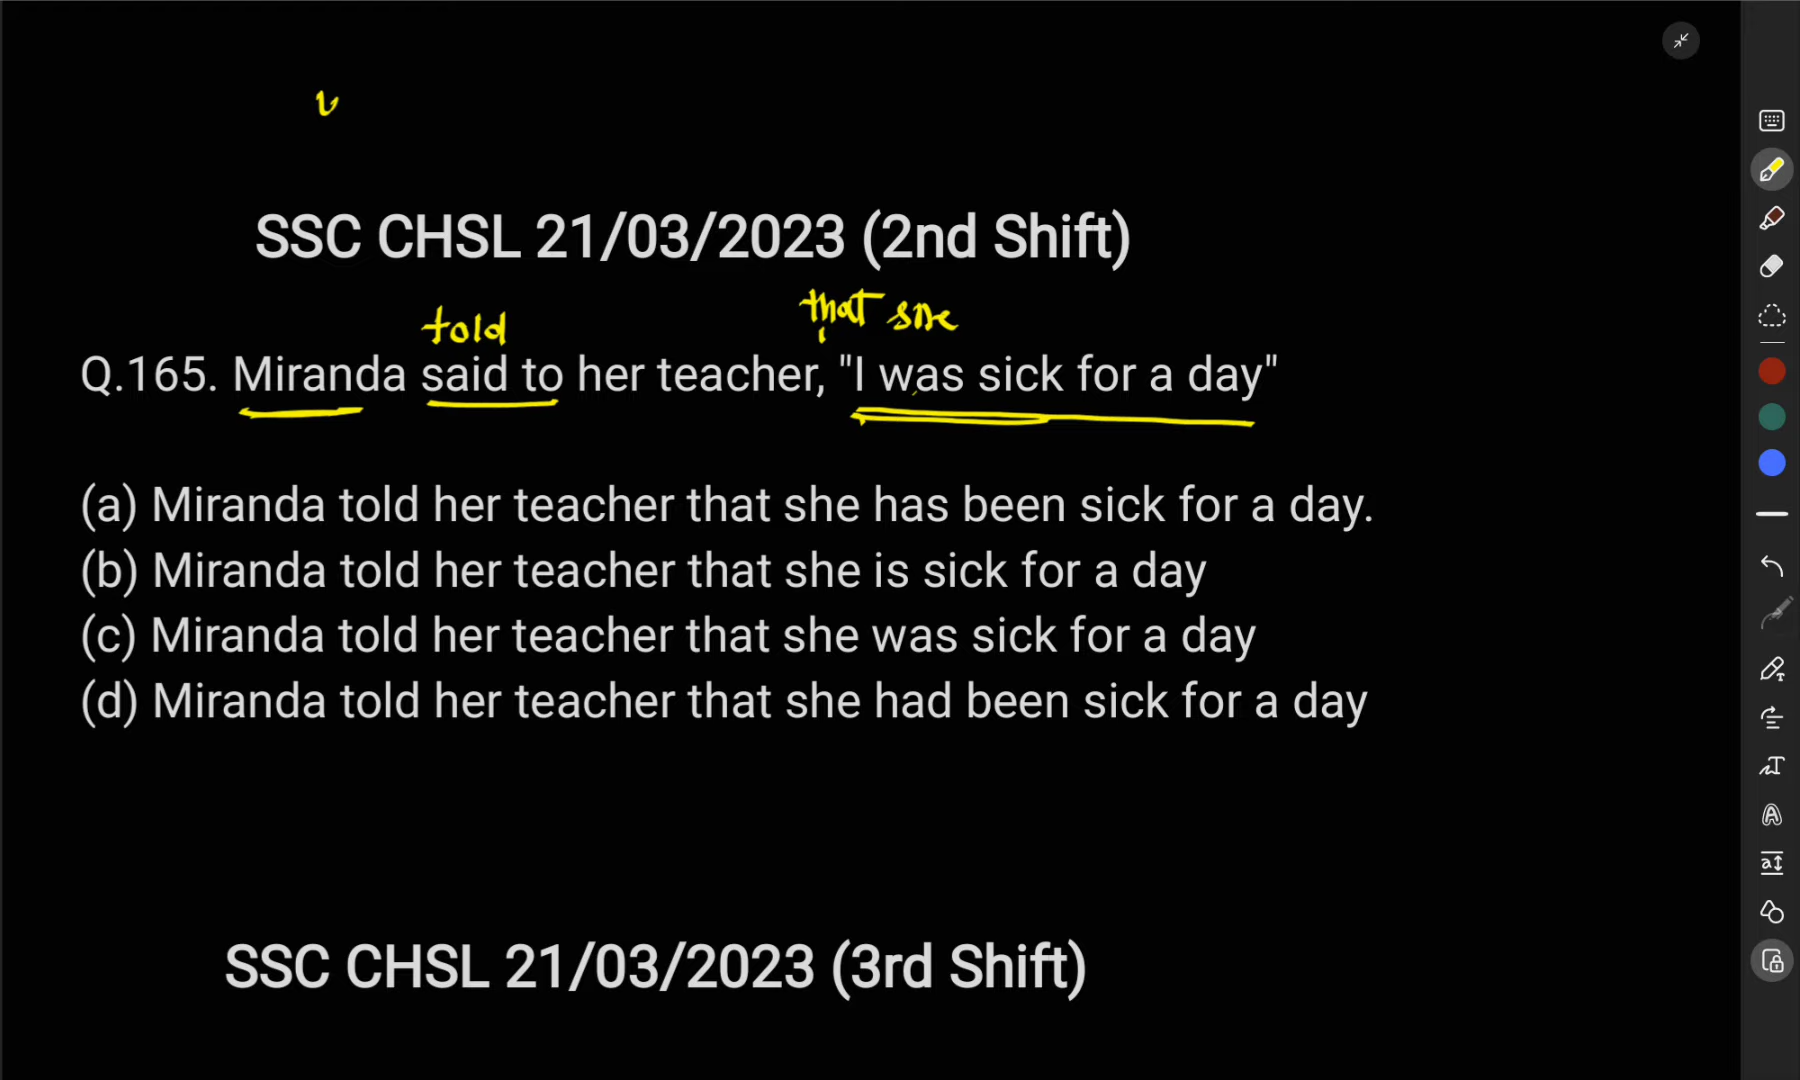 SSC CHSL 21/03/2023 (2nd Shift)
told that she
Q.165. Miranda said to her teacher, "I was sick for a day"
(a) Miranda told her teacher that she has been sick for a day.
(b) Miranda told her teacher that she is sick for a day
(c) Miranda told her teacher that she was sick for a day
(d) Miranda told her teacher that she had been sick for a day
SSC CHSL 21/03/2023 (3rd Shift)